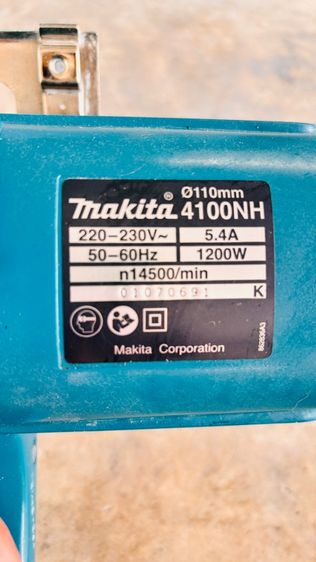 Ø110mm
makita® 4100NH
220–230V~ 5.4A
50–60Hz 1200W
n14500/min
01070691 K
Makita Corporation